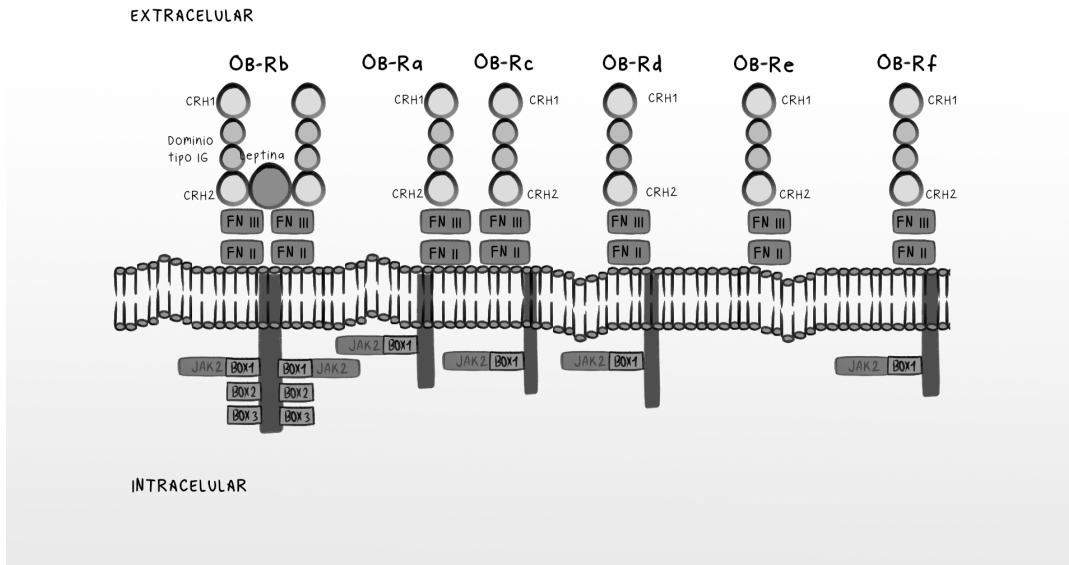 EXTRACELULAR
OB-Rb OB-Ra OB-Rc OB-Rd OB-Re OB-Rf
CRH1 CRH1 CRH1 CRH1 CRH1 CRH1
Dominio
tipo IG Leptina
CRH2 CRH2 CRH2 CRH2 CRH2 CRH2
FN III FN III FN III FN III FN III FN III FN III
FN II FN II FN II FN II FN II FN II FN II
JAK2 BOX1
JAK2 BOX1 BOX1 JAK2 JAK2 BOX1 JAK2 BOX1 JAK2 BOX1
BOX2 BOX2
BOX3 BOX3
INTRACELULAR